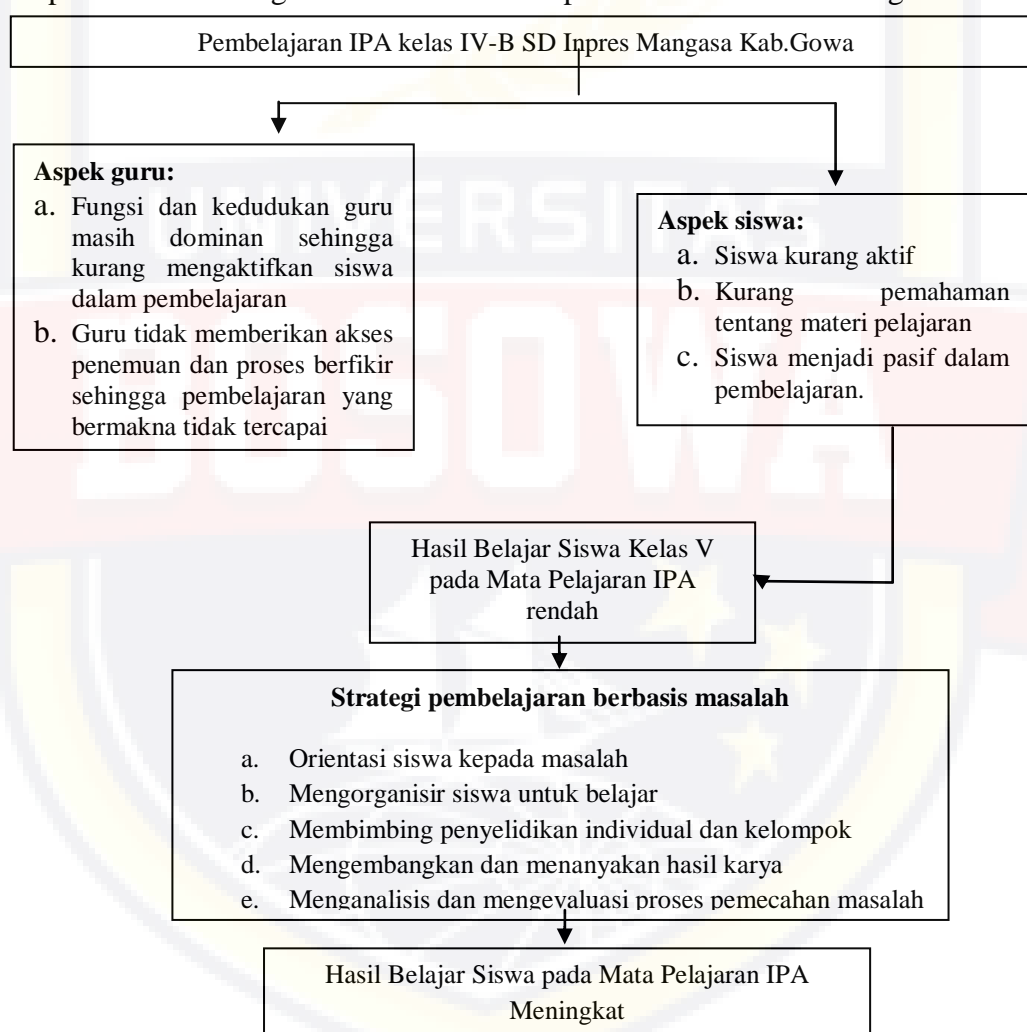 Pembelajaran IPA kelas IV-B SD Inpres Mangasa Kab.Gowa
Aspek guru:
a. Fungsi dan kedudukan guru
masih dominan sehingga
kurang mengaktifkan siswa
dalam pembelajaran
b. Guru tidak memberikan akses
penemuan dan proses berfikir
sehingga pembelajaran yang
bermakna tidak tercapai
Aspek siswa:
a. Siswa kurang aktif
b. Kurang pemahaman
tentang materi pelajaran
c. Siswa menjadi pasif dalam
pembelajaran.
UNIVERSITAS
BOSOWA
Hasil Belajar Siswa Kelas V
pada Mata Pelajaran IPA
rendah
Strategi pembelajaran berbasis masalah
a. Orientasi siswa kepada masalah
b. Mengorganisir siswa untuk belajar
c. Membimbing penyelidikan individual dan kelompok
d. Mengembangkan dan menanyakan hasil karya
e. Menganalisis dan mengevaluasi proses pemecahan masalah
Hasil Belajar Siswa pada Mata Pelajaran IPA
Meningkat